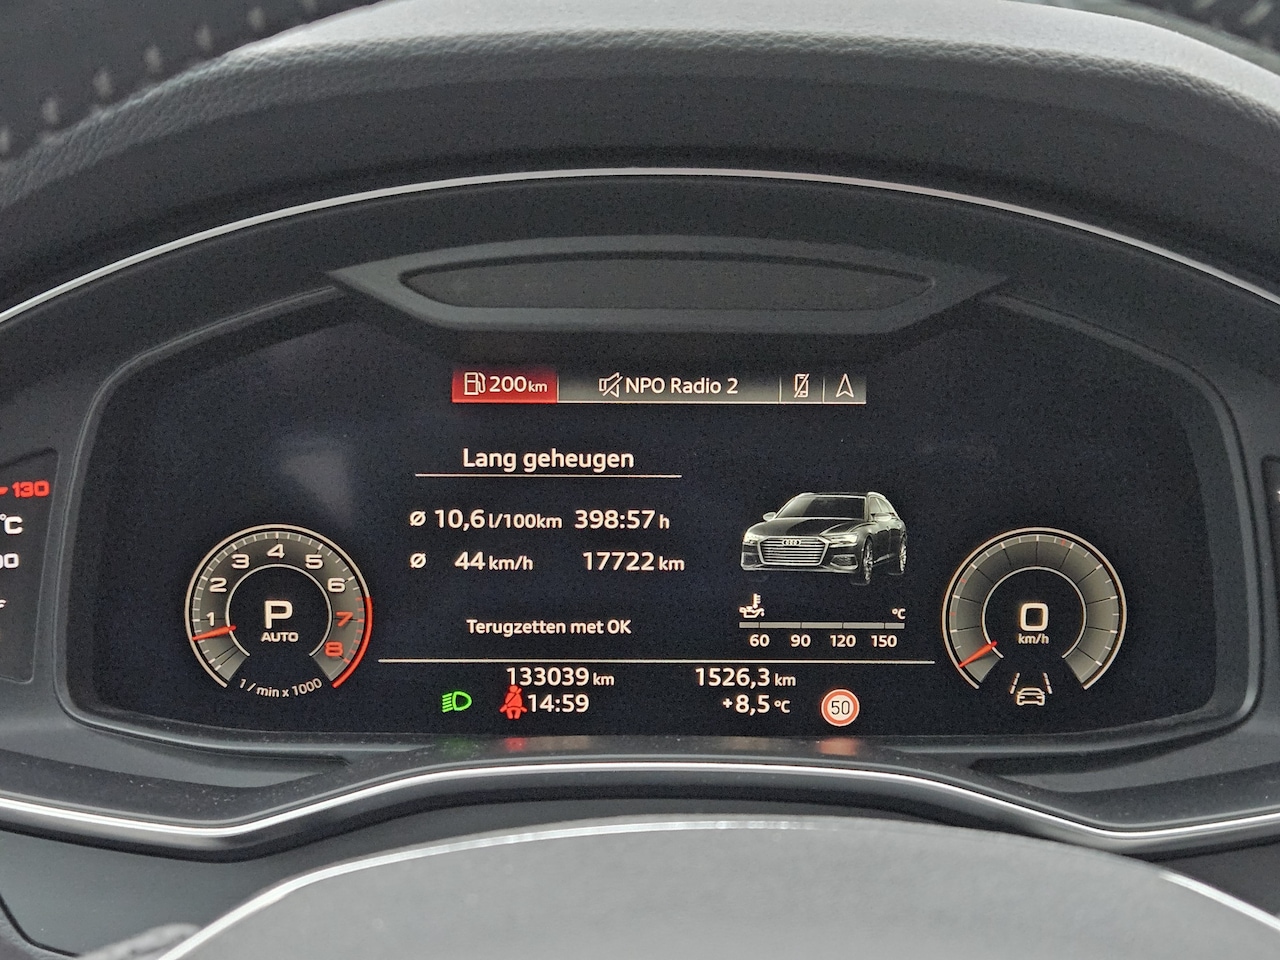 200 km NPO Radio 2
Lang geheugen
Ø 10,6 l/100km 398:57 h
Ø 44 km/h 17722 km
Terugzetten met OK
°C
60 90 120 150
133039 km 1526,3 km
14:59 +8,5 °C 50
1 2 3 4 5 6 7 8
P
AUTO
1 / min x 1000
0
km/h
130
°C